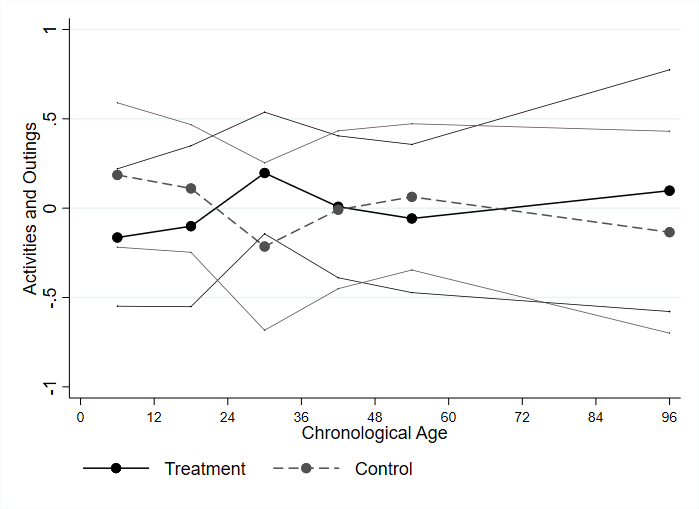 1
.5
0
-.5
-1
Activities and Outings
0 12 24 36 48 60 72 84 96
Chronological Age
Treatment Control